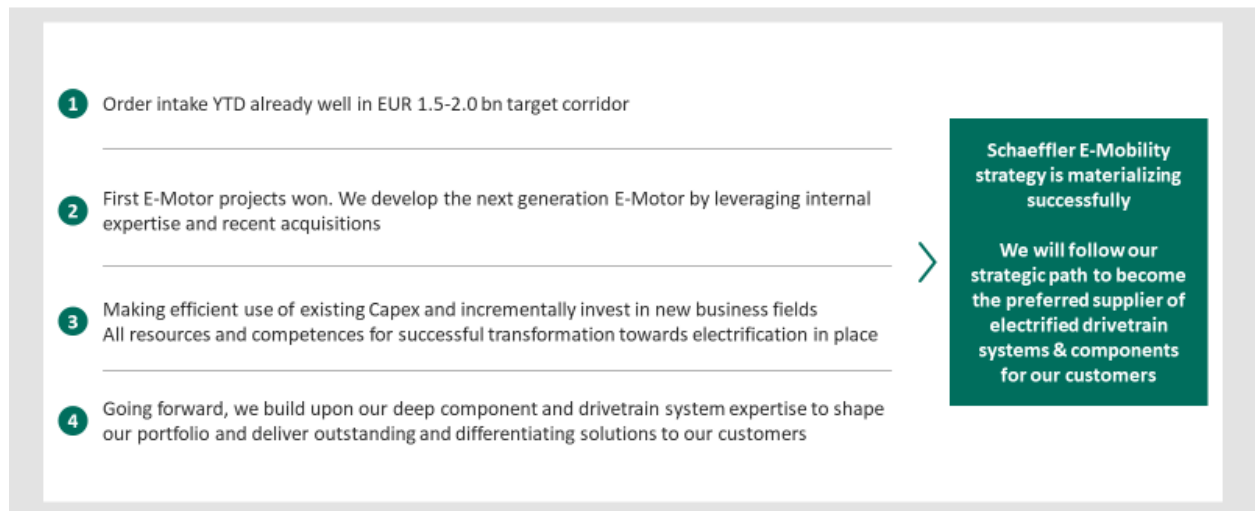 1
Order intake YTD already well in EUR 1.5-2.0 bn target corridor
2
First E-Motor projects won. We develop the next generation E-Motor by leveraging internal
expertise and recent acquisitions
3
Making efficient use of existing Capex and incrementally invest in new business fields
All resources and competences for successful transformation towards electrification in place
4
Going forward, we build upon our deep component and drivetrain system expertise to shape
our portfolio and deliver outstanding and differentiating solutions to our customers
Schaeffler E-Mobility
strategy is materializing
successfully
We will follow our
strategic path to become
the preferred supplier of
electrified drivetrain
systems & components
for our customers